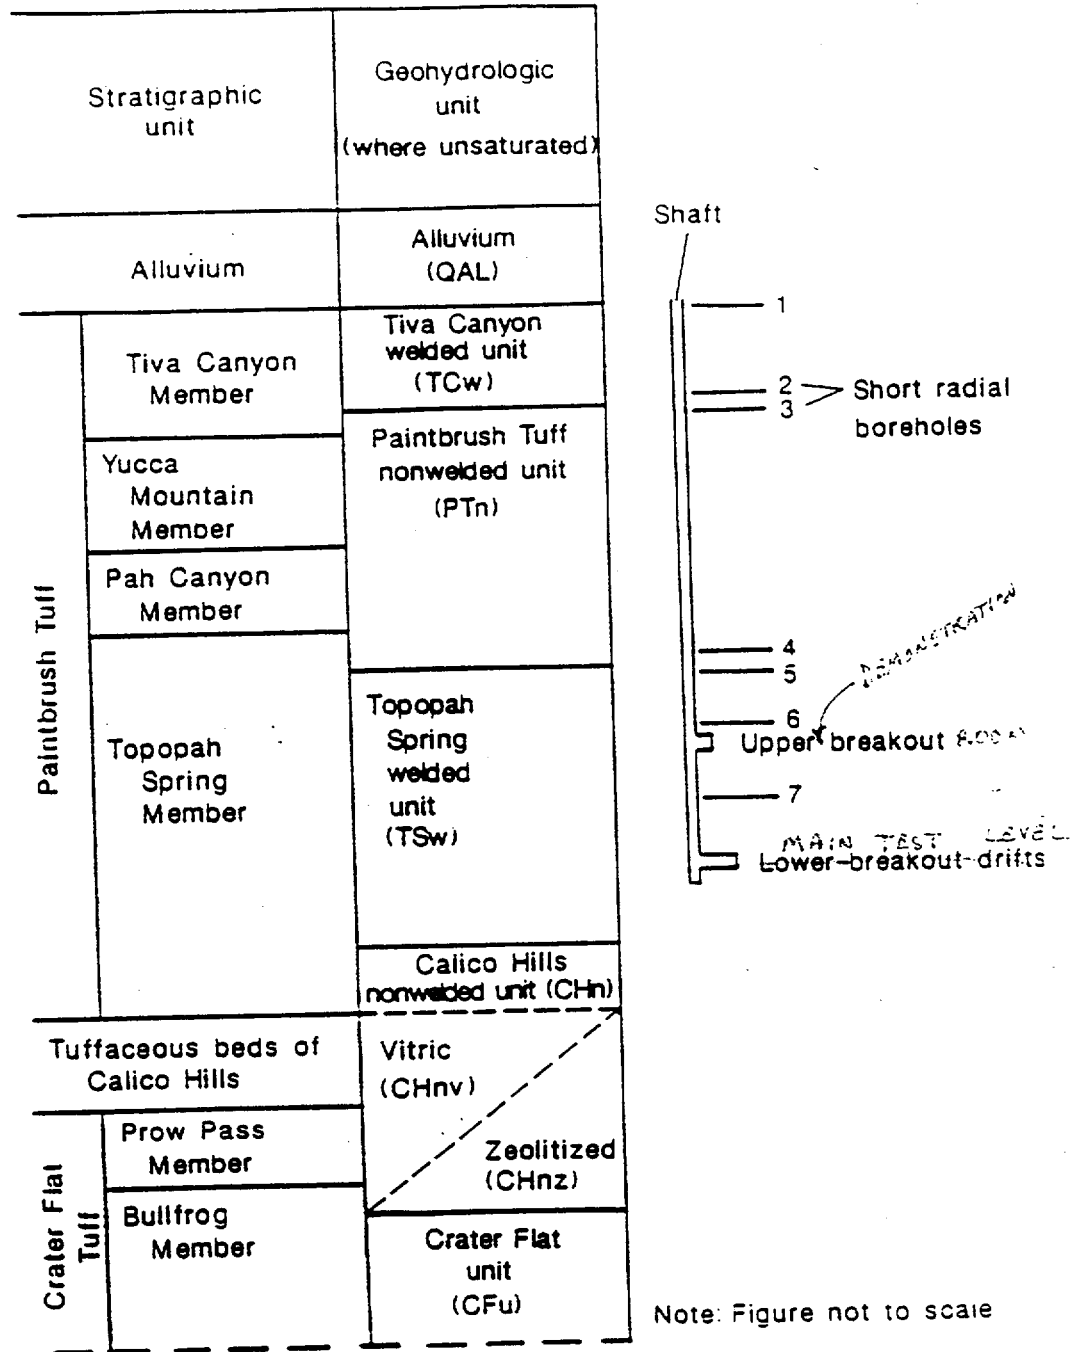 Stratigraphic
unit
Geohydrologic
unit
(where unsaturated)
Alluvium
Alluvium
(QAL)
Paintbrush Tuff
Tiva Canyon
Member
Yucca
Mountain
Member
Pah Canyon
Member
Topopah
Spring
Member
Tiva Canyon
welded unit
(TCw)
Paintbrush Tuff
nonwelded unit
(PTn)
Topopah
Spring
welded
unit
(TSw)
Calico Hills
nonwelded unit (CHn)
Tuffaceous beds of
Calico Hills
Vitric
(CHnv)
Zeolitized
(CHnz)
Crater Flat
Tuff
Prow Pass
Member
Bullfrog
Member
Crater Flat
unit
(CFu)
Shaft
1
2
3
Short radial
boreholes
4
5
DEMONSTRATION
6
Upper breakout
7
MAIN TEST LEVEL
Lower-breakout-drifts
Note: Figure not to scale